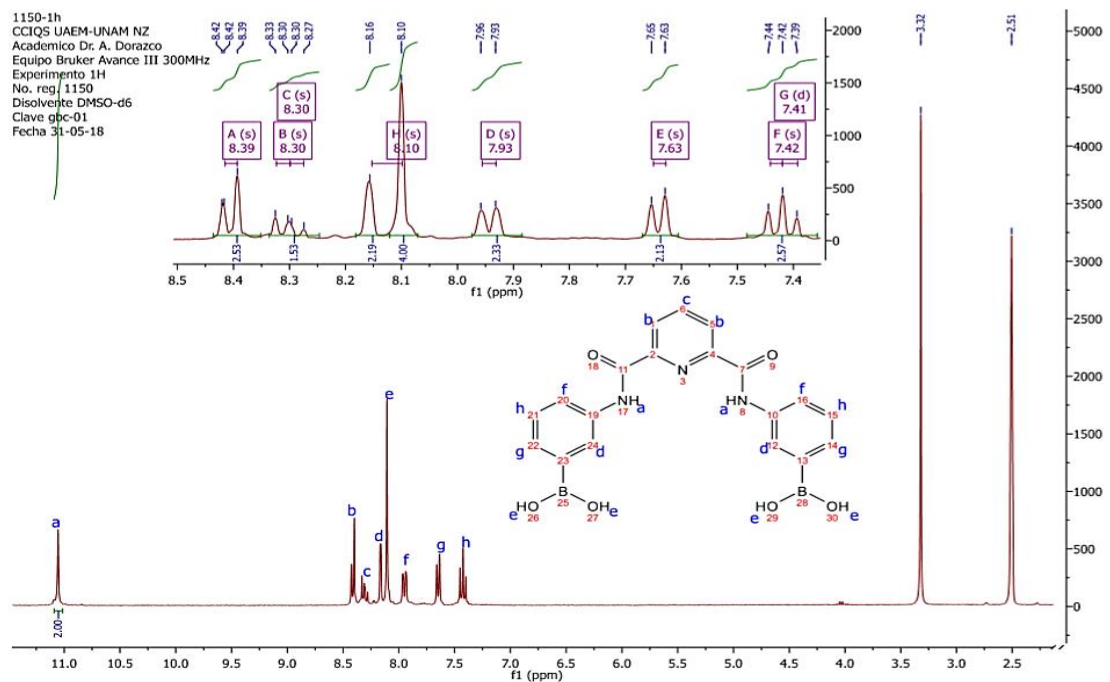 1150-1h
CCIQS UAEM-UNAM NZ
Academico Dr. A. Dorazco
Equipo Bruker Avance III 300MHz
Experimento 1H
No. reg. 1150
Disolvente DMSO-d6
Clave gbc-01
Fecha 31-05-18
8.42 8.42 8.39 8.33 8.30 8.30 8.27 8.16 8.10 7.96 7.93 7.65 7.63 7.44 7.42 7.39
3.32 2.51
C (s)
8.30
G (d)
7.41
A (s)
8.39
B (s)
8.30
H (s)
8.10
D (s)
7.93
E (s)
7.63
F (s)
7.42
2000
1500
1000
500
0
2.53 1.53 2.19 4.00 2.33 2.13 2.57
8.5 8.4 8.3 8.2 8.1 8.0 7.9 7.8 7.7 7.6 7.5 7.4
f1 (ppm)
5000
4500
4000
3500
3000
2500
2000
1500
1000
500
0
c
6
b 1 5 b
2 4
N
3
O O
18 11 7 9
f NH a a NH f
17 8
h 21 20 19 10 16 15 h
22 24 12 14
g 23 d d 13 g
B B
25 28
HO OH HO OH
e 26 27 e e 29 30 e
a b c d e f g h
2.00
11.0 10.5 10.0 9.5 9.0 8.5 8.0 7.5 7.0 6.5 6.0 5.5 5.0 4.5 4.0 3.5 3.0 2.5
f1 (ppm)